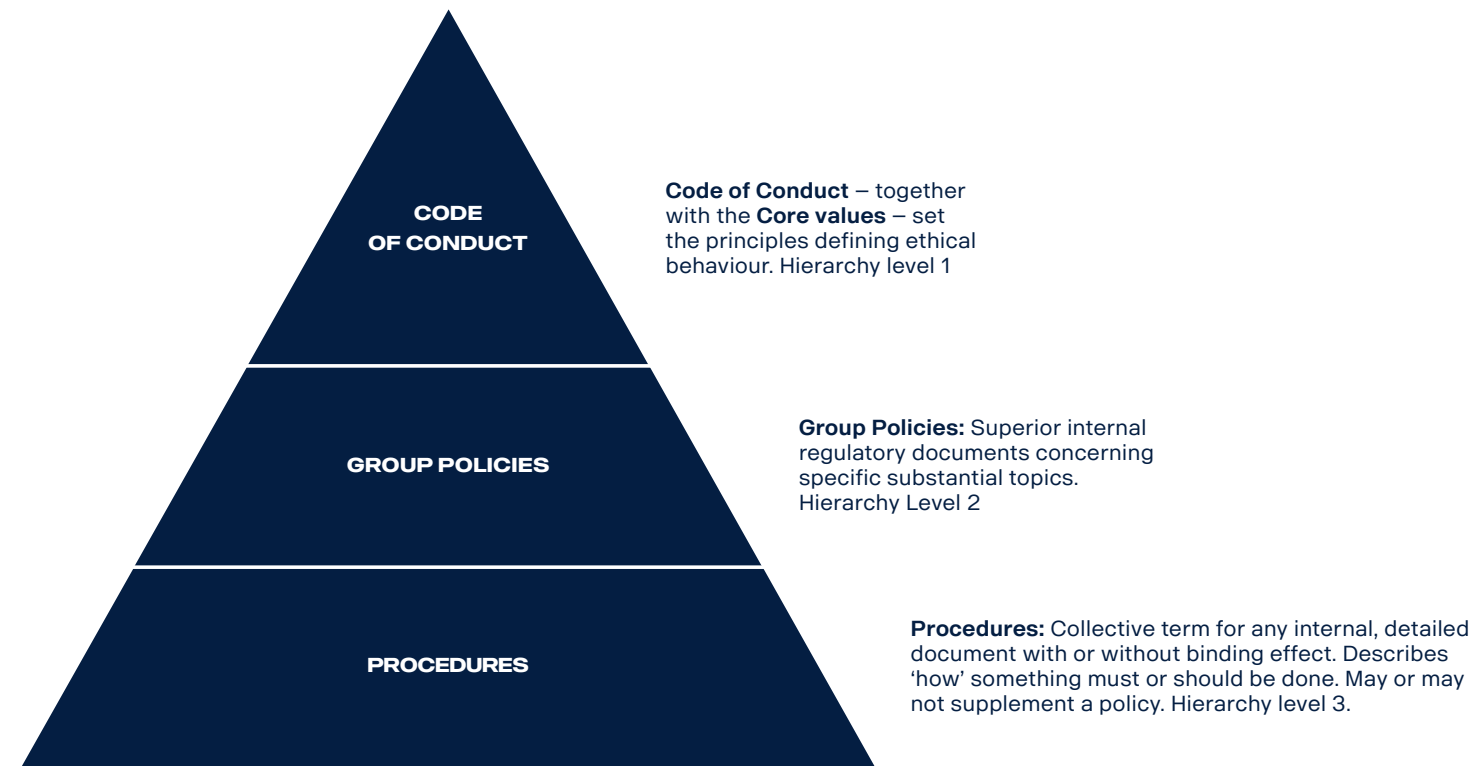 CODE
OF CONDUCT
Code of Conduct – together
with the Core values – set
the principles defining ethical
behaviour. Hierarchy level 1
GROUP POLICIES
Group Policies: Superior internal
regulatory documents concerning
specific substantial topics.
Hierarchy Level 2
PROCEDURES
Procedures: Collective term for any internal, detailed
document with or without binding effect. Describes
‘how’ something must or should be done. May or may
not supplement a policy. Hierarchy level 3.